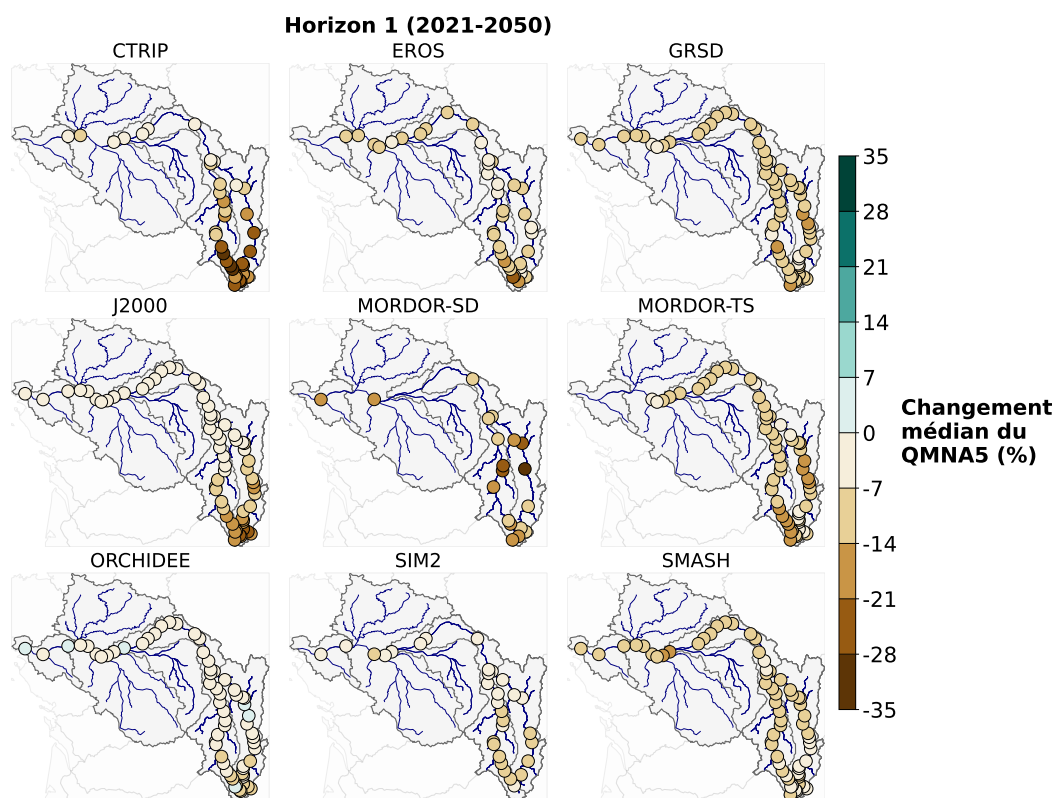 Horizon 1 (2021-2050)
CTRIP
EROS
GRSD
J2000
MORDOR-SD
MORDOR-TS
ORCHIDEE
SIM2
SMASH
35
28
21
14
7
0
-7
-14
-21
-28
-35
Changement
médian du
QMNA5 (%)